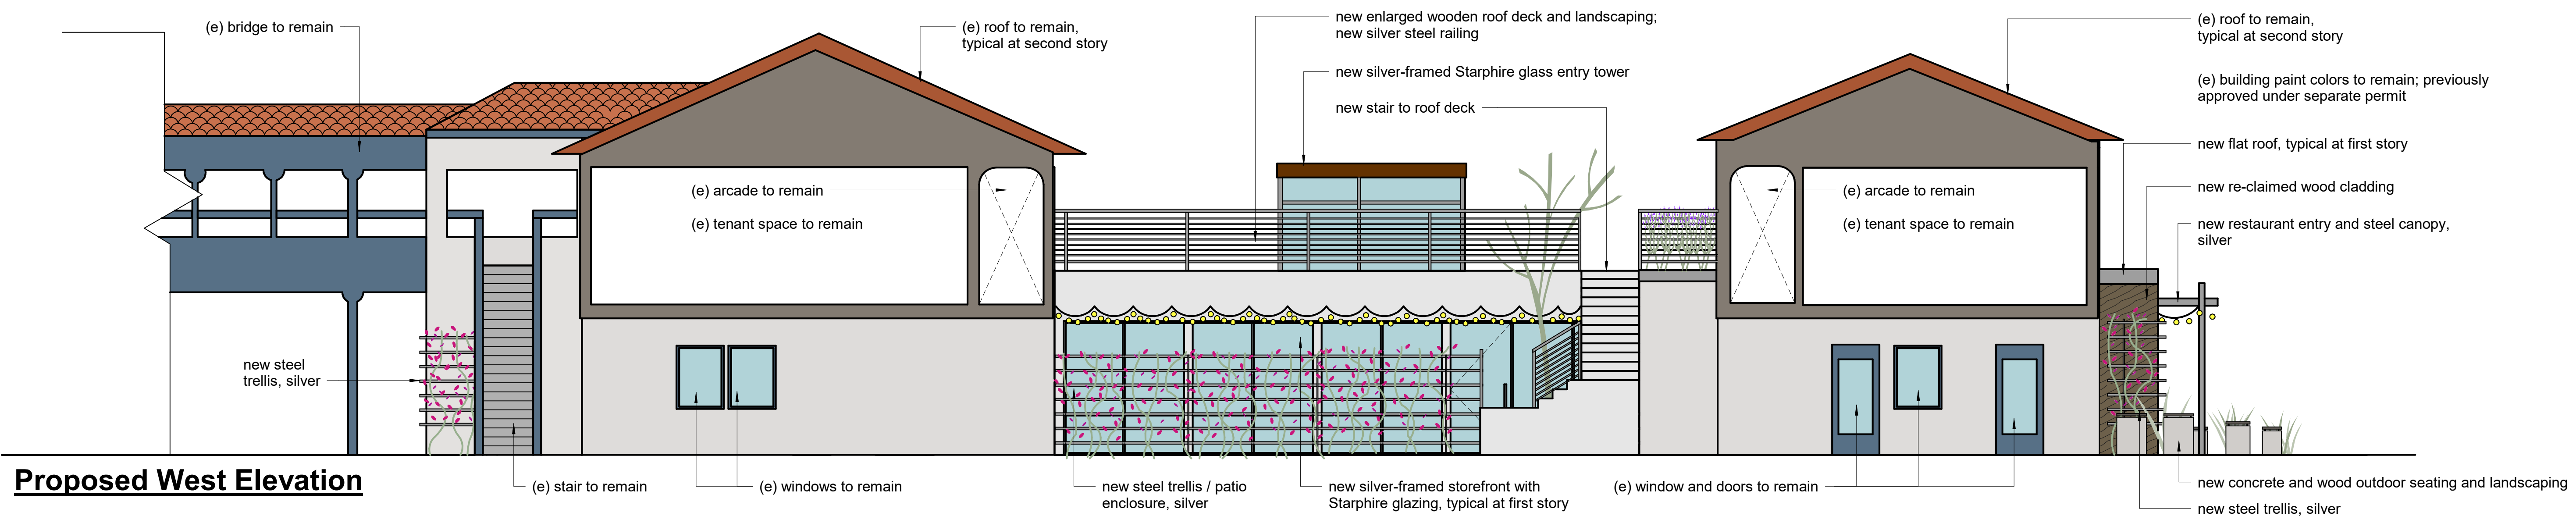 (e) bridge to remain
(e) roof to remain,
typical at second story
new enlarged wooden roof deck and landscaping;
new silver steel railing
new silver-framed Starphire glass entry tower
new stair to roof deck
(e) roof to remain,
typical at second story
(e) building paint colors to remain; previously
approved under separate permit
new flat roof, typical at first story
new re-claimed wood cladding
new restaurant entry and steel canopy,
silver
(e) arcade to remain
(e) tenant space to remain
(e) arcade to remain
(e) tenant space to remain
new steel
trellis, silver
Proposed West Elevation
(e) stair to remain
(e) windows to remain
new steel trellis / patio
enclosure, silver
new silver-framed storefront with
Starphire glazing, typical at first story
(e) window and doors to remain
new concrete and wood outdoor seating and landscaping
new steel trellis, silver